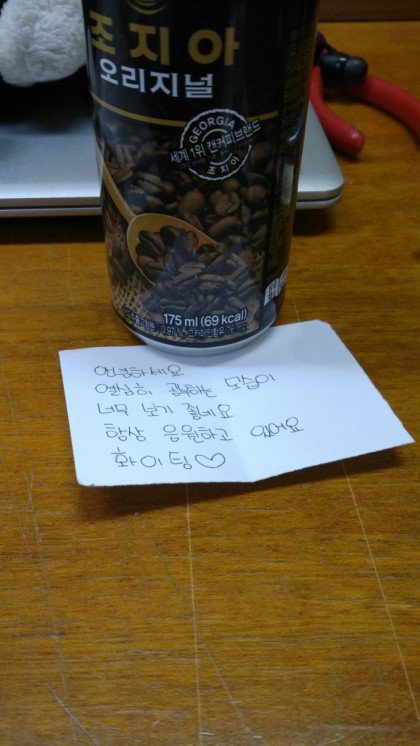 조지아
오리지널
GEORGIA
세계 1위 캔커피브랜드
조지아
175 ml (69 kcal)
안녕하세요
열심히 공부하는 모습이
너무 보기 좋네요
항상 응원하고 있어요
화이팅♡